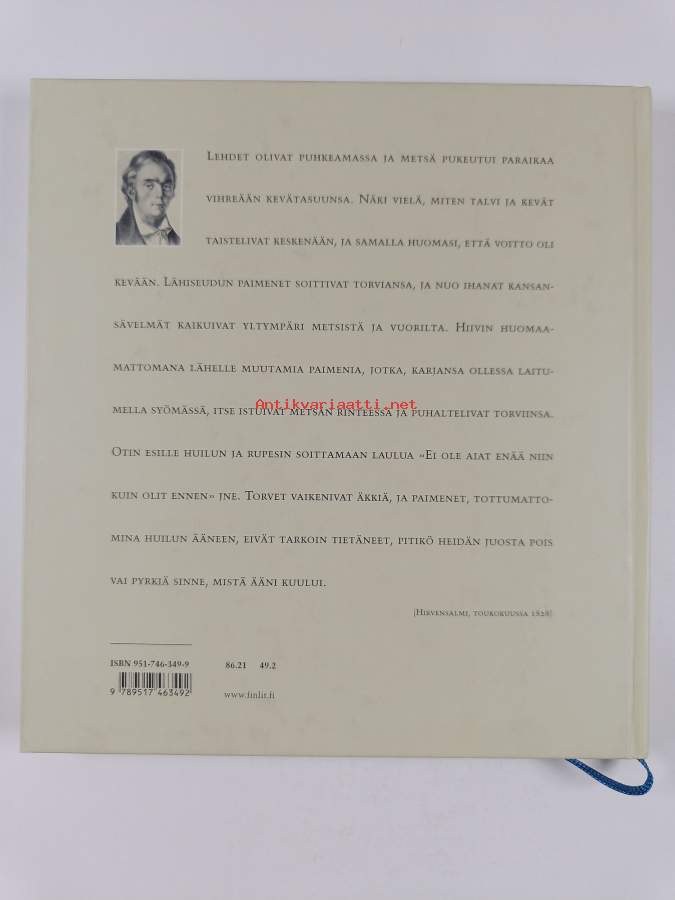 Lehdet olivat puhkeamassa ja metsä pukeutui paraikaa
vihreään kevätasuunsa. Näki vielä, miten talvi ja kevät
taistelivat keskenään, ja samalla huomasi, että voitto oli
kevään. Lähiseudun paimenet soittivat torviansa, ja nuo ihanat kansan-
sävelmät kaikuivat yltympäri metsistä ja vuorilta. Hiivin huomaa-
mattomana lähelle muutamia paimenia, jotka, karjansa ollessa laitu-
Antikvariaatti.net
mella syömässä, itse istuivat metsän rinteessä ja puhaltelivat torviinsa.
Otin esille huilun ja rupesin soittamaan laulua »Ei ole aiat enää niin
kuin olit ennen» jne. Torvet vaikenivat äkkiä, ja paimenet, tottumatto-
mina huilun ääneen, eivät tarkoin tietäneet, pitikö heidän juosta pois
vai pyrkiä sinne, mistä ääni kuului.
[Hirvensalmi, toukokuussa 1828]
ISBN 951-746-349-9 86.21 49.2
9 789517 463492
www.finlit.fi